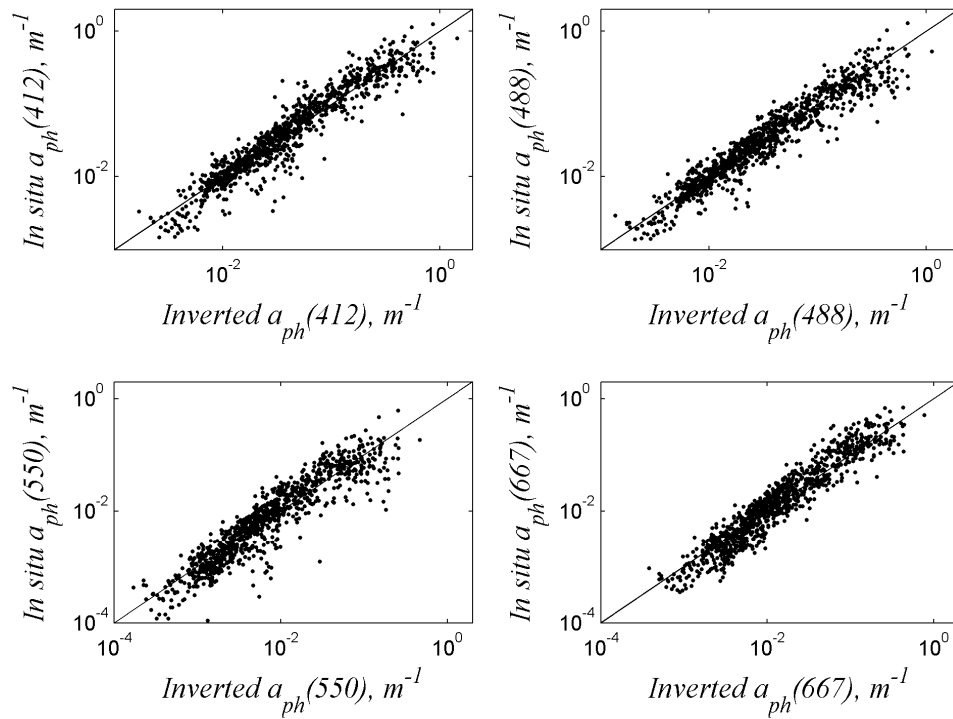 In situ a_ph(412), m^-1
10^0
10^-2
10^-2
10^0
Inverted a_ph(412), m^-1
In situ a_ph(488), m^-1
10^0
10^-2
10^-2
10^0
Inverted a_ph(488), m^-1
In situ a_ph(550), m^-1
10^0
10^-2
10^-4
10^-4
10^-2
10^0
Inverted a_ph(550), m^-1
In situ a_ph(667), m^-1
10^0
10^-2
10^-4
10^-4
10^-2
10^0
Inverted a_ph(667), m^-1